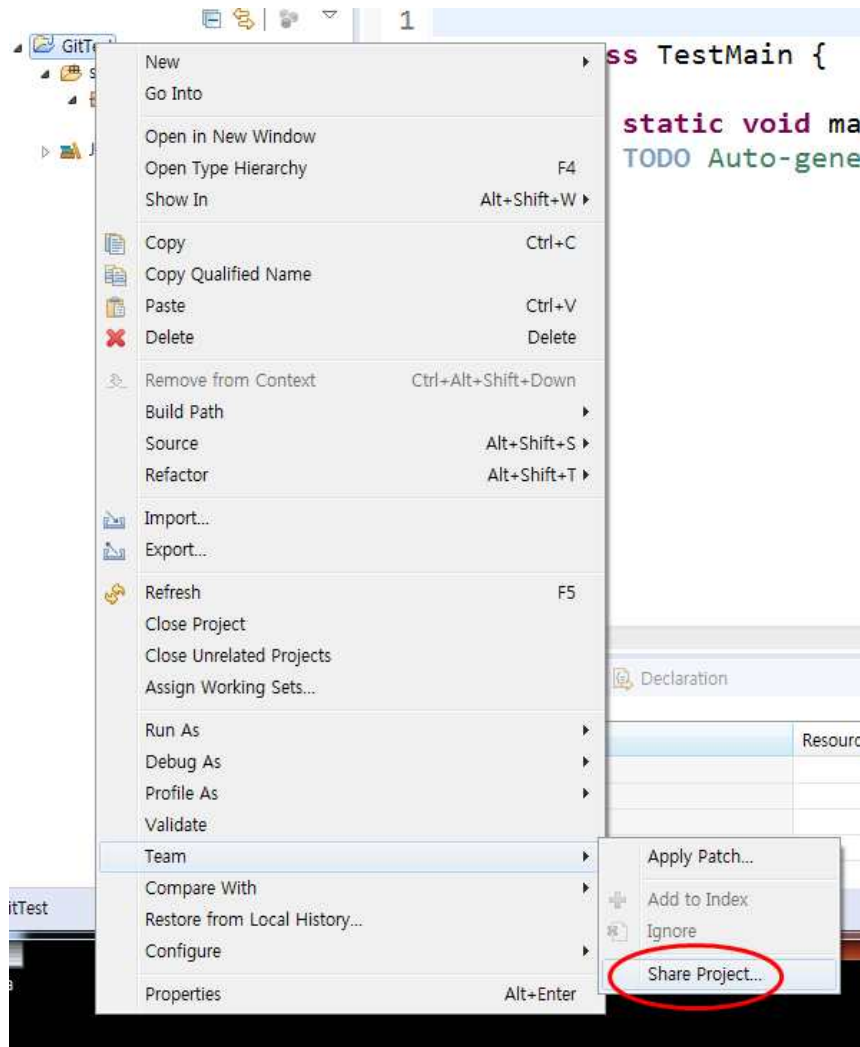 1
GitTe
ss TestMain {
static void ma
TODO Auto-gene
New
Go Into
Open in New Window
Open Type Hierarchy F4
Show In Alt+Shift+W
Copy Ctrl+C
Copy Qualified Name
Paste Ctrl+V
Delete Delete
Remove from Context Ctrl+Alt+Shift+Down
Build Path
Source Alt+Shift+S
Refactor Alt+Shift+T
Import...
Export...
Refresh F5
Close Project
Close Unrelated Projects
Assign Working Sets...
Declaration
Resourc
Run As
Debug As
Profile As
Validate
Team
Compare With
Restore from Local History...
Configure
Properties Alt+Enter
Apply Patch...
Add to Index
Ignore
Share Project...
itTest